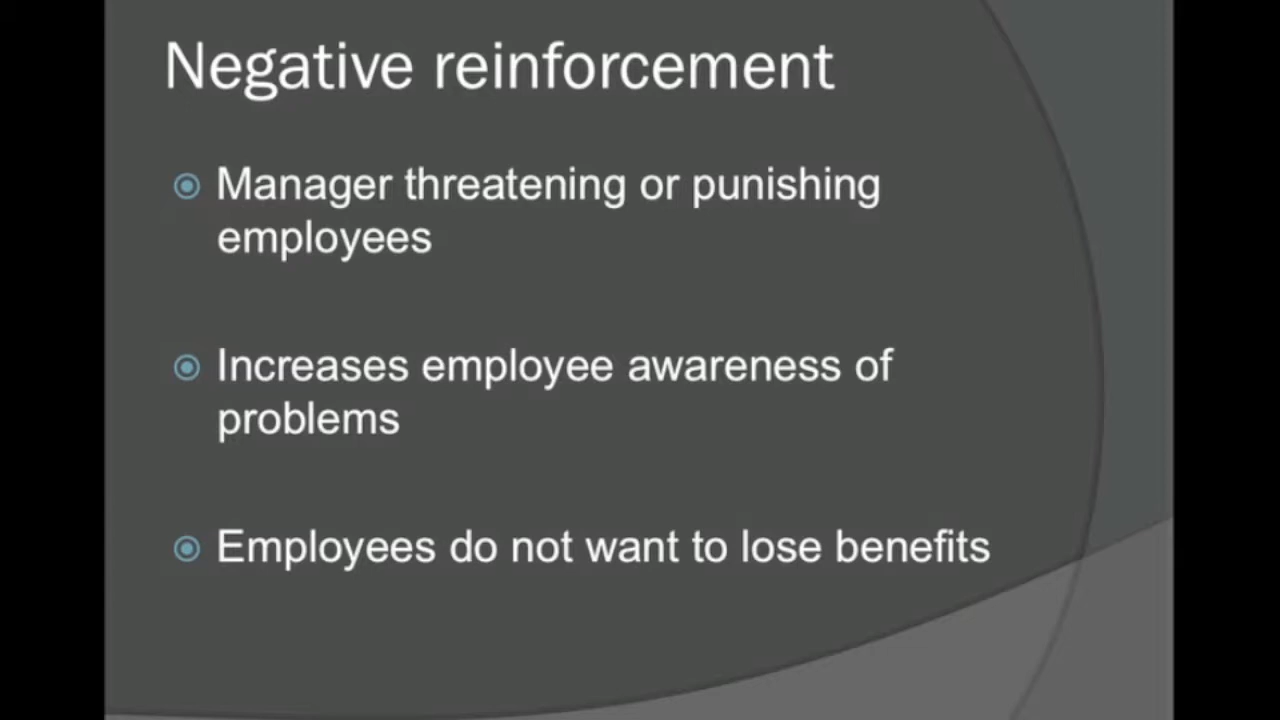 Negative reinforcement
Manager threatening or punishing
employees
Increases employee awareness of
problems
Employees do not want to lose benefits